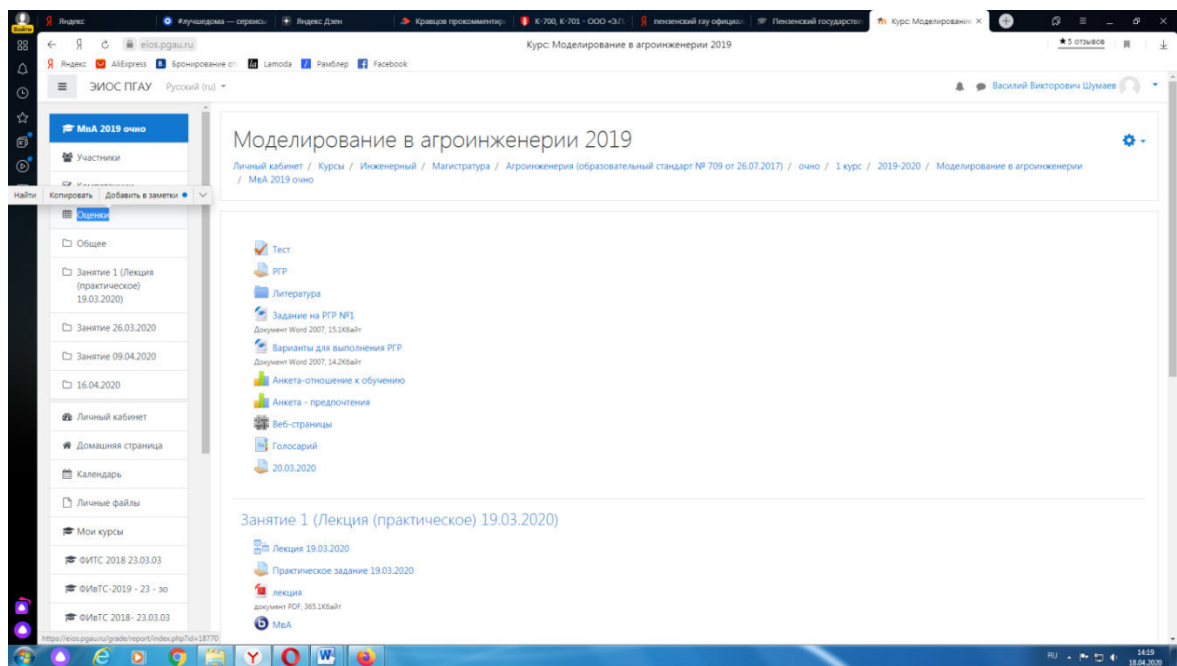 Войти
Яндекс
#лучшедома — сервисы
Яндекс Дзен
Кравцов прокомментир
К-700, К-701 - ООО «ЗЛ
пензенский гау официал
Пензенский государстве
Курс: Моделирование
eios.pgau.ru
Курс: Моделирование в агроинженерии 2019
★5 отзывов
Яндекс AliExpress Бронирование от Lamoda Рамблер Facebook
ЭИОС ПГАУ Русский (ru)
Василий Викторович Шумаев
МвА 2019 очно
Участники
Компетенции
Найти Копировать Добавить в заметки
Оценки
Общее
Занятие 1 (Лекция
(практическое)
19.03.2020)
Занятие 26.03.2020
Занятие 09.04.2020
16.04.2020
Личный кабинет
Домашняя страница
Календарь
Личные файлы
Мои курсы
ФИТС 2018 23.03.03
ФИвТС-2019 - 23 - зо
ФИвТС 2018- 23.03.03
https://eios.pgau.ru/grade/report/index.php?id=18770
Моделирование в агроинженерии 2019
Личный кабинет / Курсы / Инженерный / Магистратура / Агроинженерия (образовательный стандарт № 709 от 26.07.2017) / очно / 1 курс / 2019-2020 / Моделирование в агроинженерии
/ МвА 2019 очно
Тест
РГР
Литература
Задание на РГР №1
Документ Word 2007, 15.1Кбайт
Варианты для выполнения РГР
Документ Word 2007, 14.2Кбайт
Анкета-отношение к обучению
Анкета - предпочтения
Веб-страницы
Голосарий
20.03.2020
Занятие 1 (Лекция (практическое) 19.03.2020)
Лекция 19.03.2020
Практическое задание 19.03.2020
лекция
документ PDF, 365.1Кбайт
МвА
RU
14:19
18.04.2020